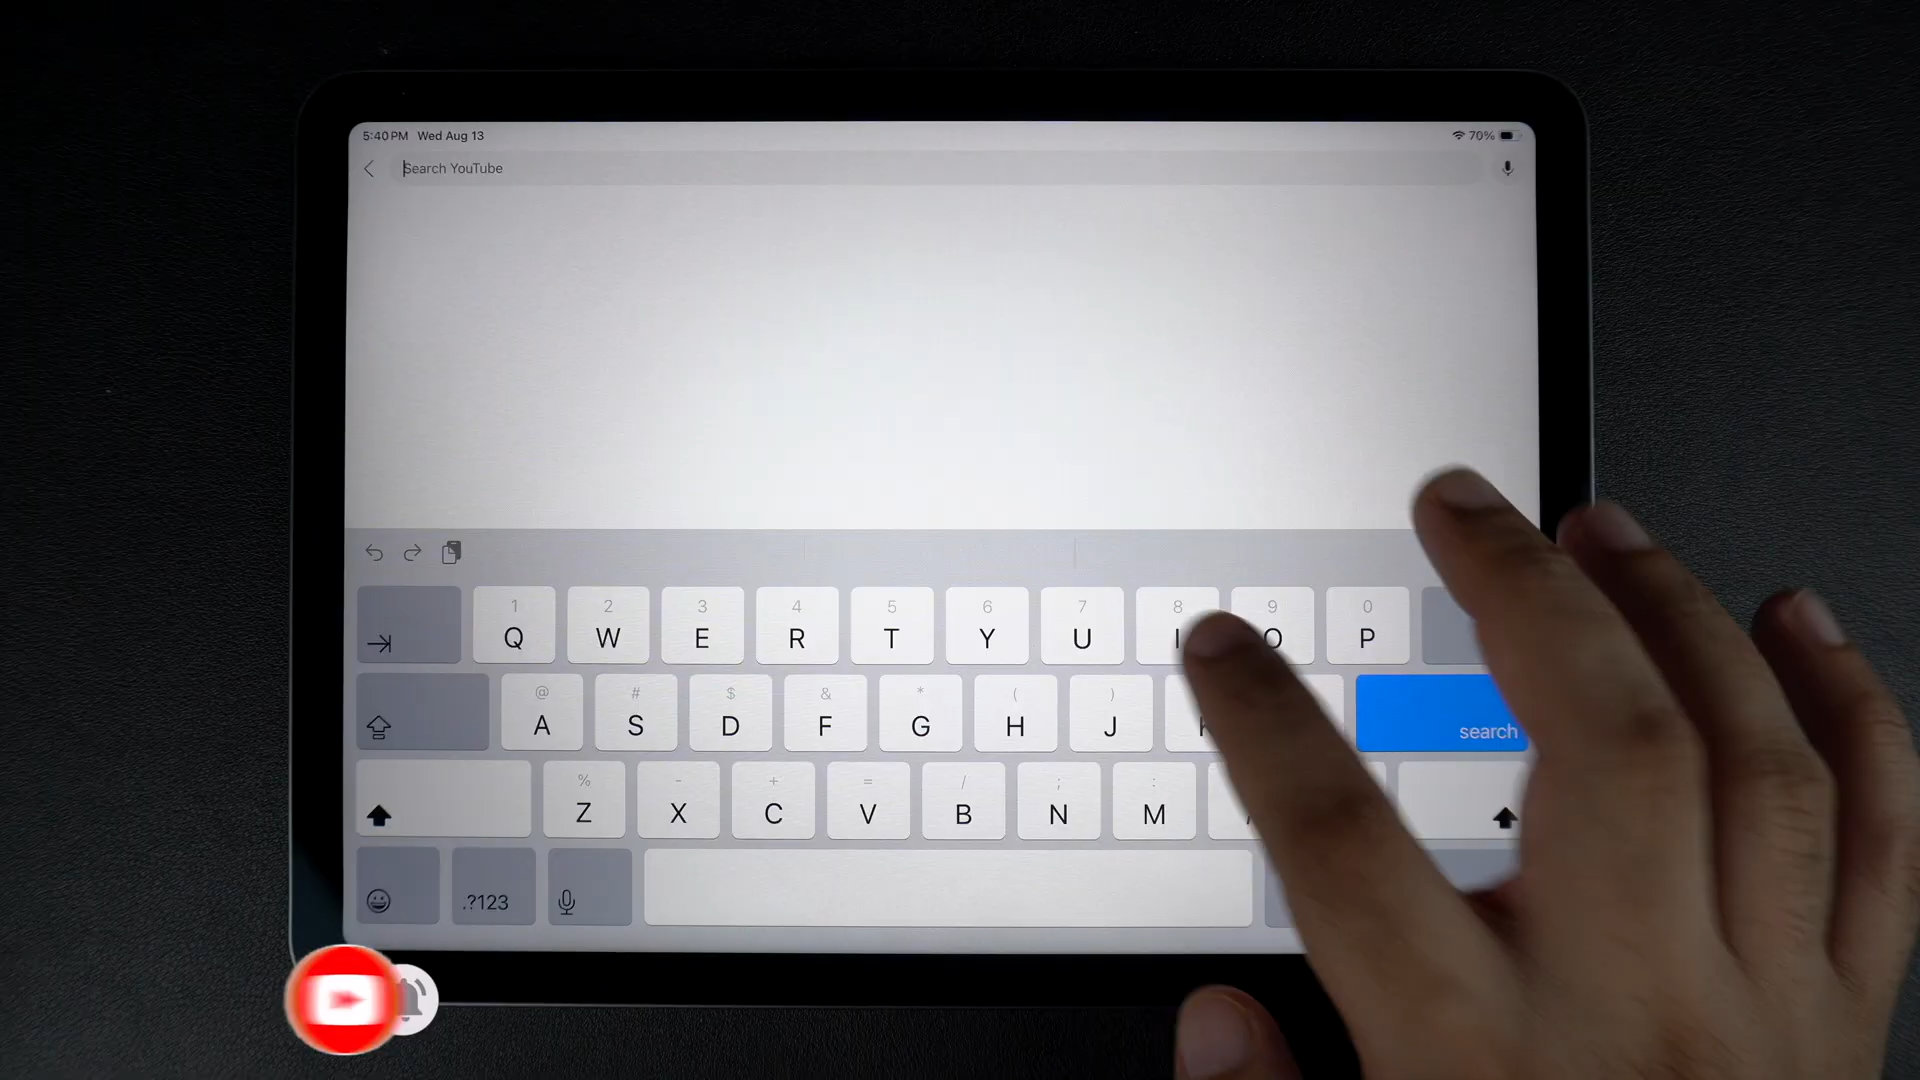 5:40 PM Wed Aug 13 70%
Search YouTube
1 2 3 4 5 6 7 8 9 0
Q W E R T Y U I O P
@ # $ & * ( )
A S D F G H J K search
% - + = / ; :
Z X C V B N M
.?123